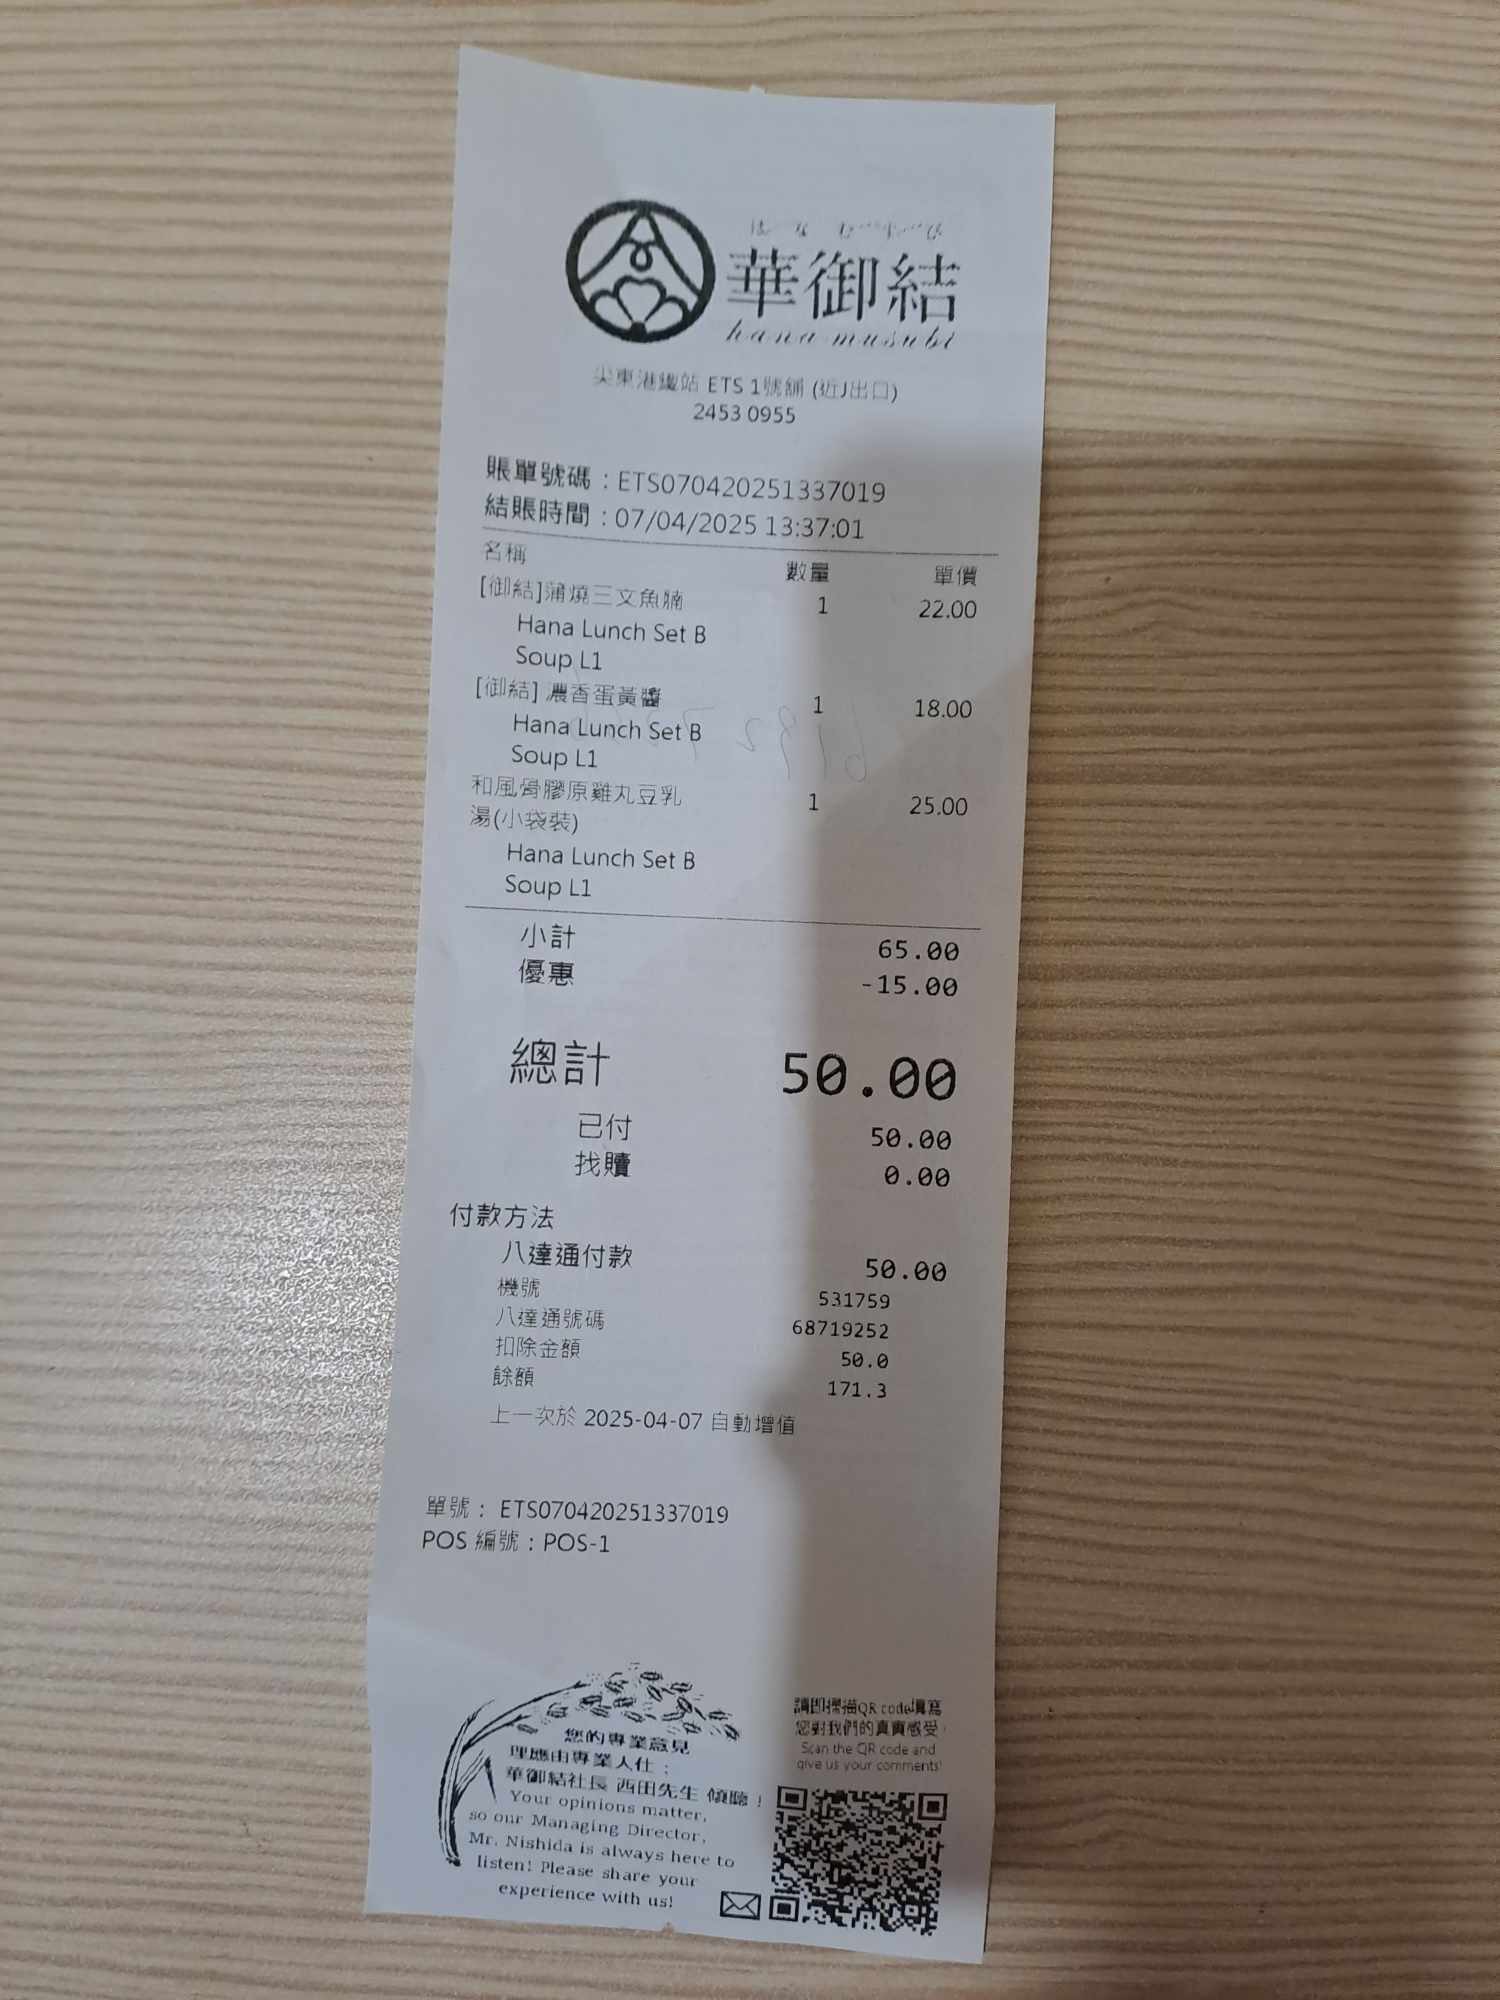 華御結
hana-musubi
尖東港鐵站 ETS 1號舖 (近J出口)
2453 0955
賬單號碼：ETS070420251337019
結賬時間：07/04/2025 13:37:01
名稱 數量 單價
[御結]蒲燒三文魚腩 1 22.00
Hana Lunch Set B
Soup L1
[御結] 濃香蛋黃醬 1 18.00
Hana Lunch Set B
Soup L1
和風骨膠原雞丸豆乳 1 25.00
湯(小袋裝)
Hana Lunch Set B
Soup L1
小計 65.00
優惠 -15.00
總計 50.00
已付 50.00
找贖 0.00
付款方法
八達通付款 50.00
機號 531759
八達通號碼 68719252
扣除金額 50.0
餘額 171.3
上一次於 2025-04-07 自動增值
單號： ETS070420251337019
POS 編號：POS-1
您的專業意見
理應由專業人仕：
華御結社長 西田先生 傾聽！
Your opinions matter,
so our Managing Director,
Mr. Nishida is always here to
listen! Please share your
experience with us!
請即掃描QR code填寫
您對我們的真實感受
Scan the QR code and
give us your comments!